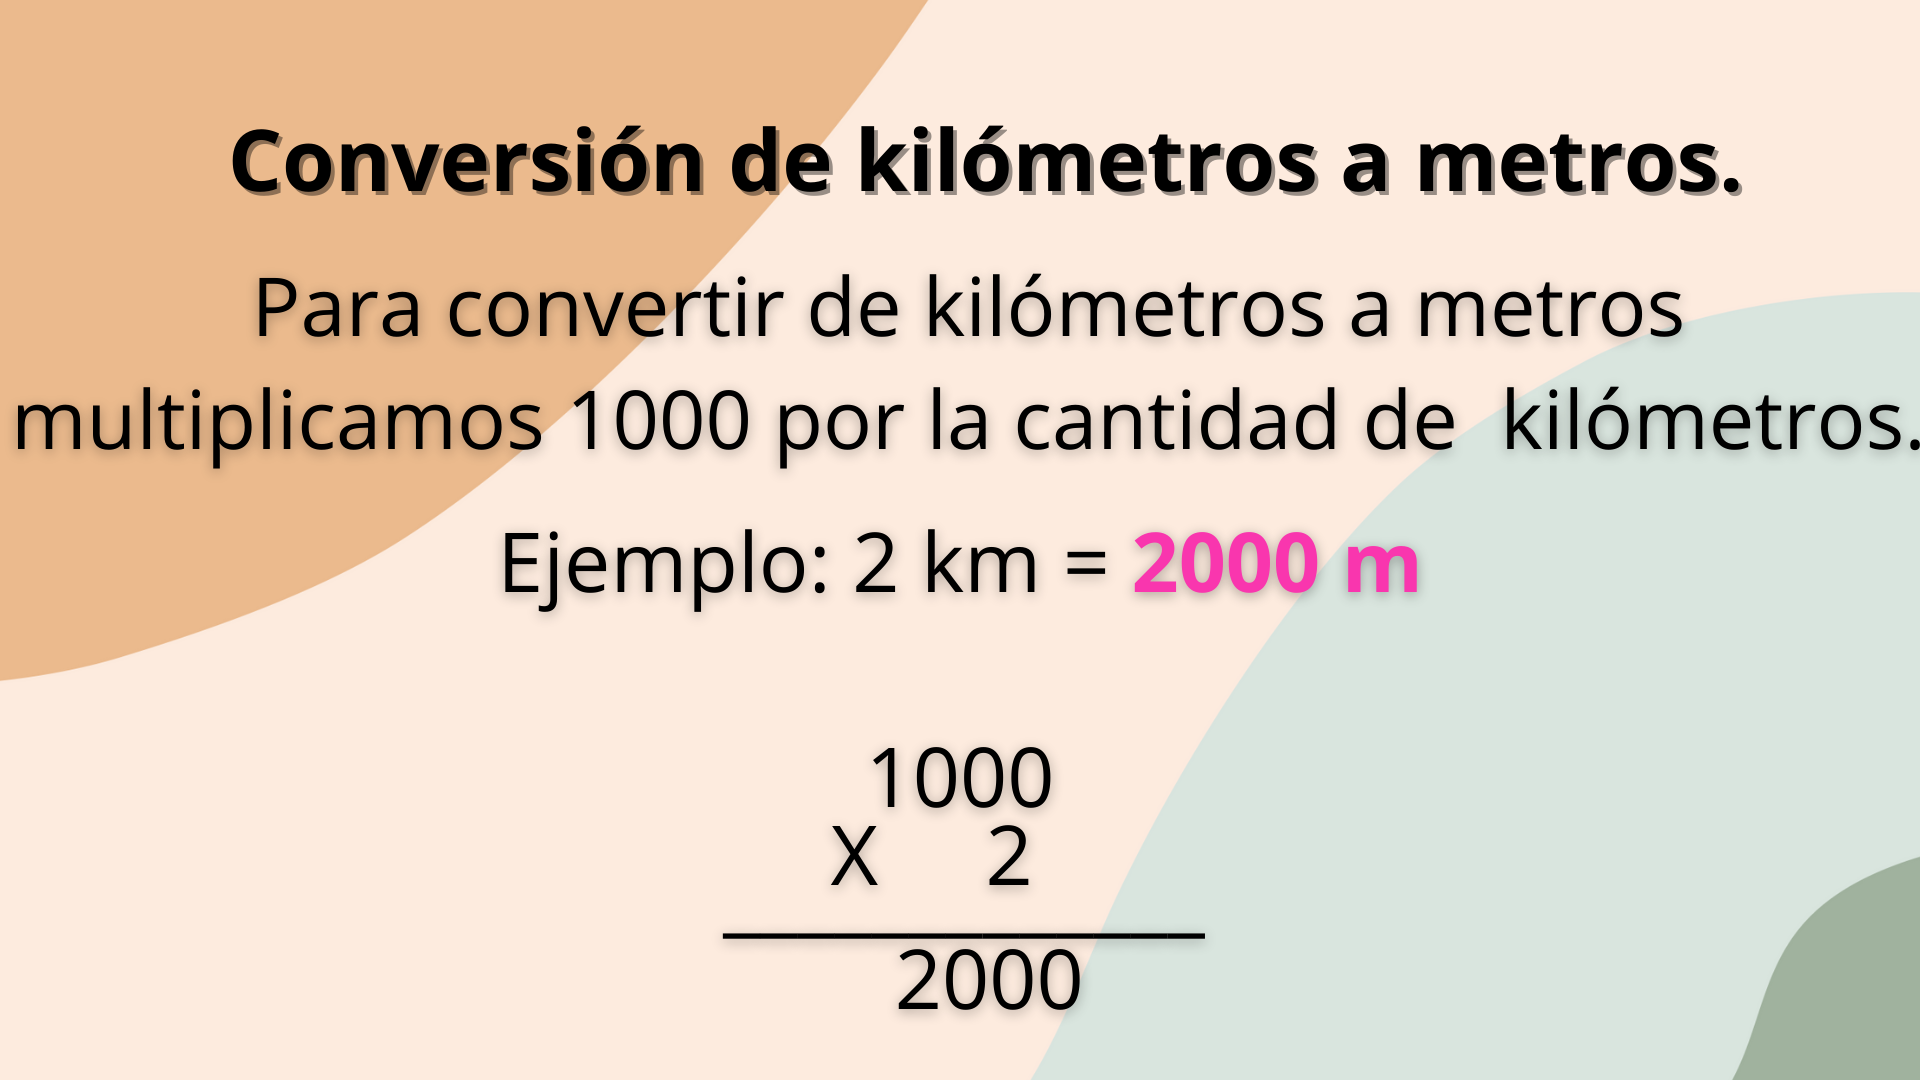 Conversión de kilómetros a metros.
Para convertir de kilómetros a metros
multiplicamos 1000 por la cantidad de  kilómetros.
Ejemplo: 2 km = 2000 m
1000
X 2
_____________
2000